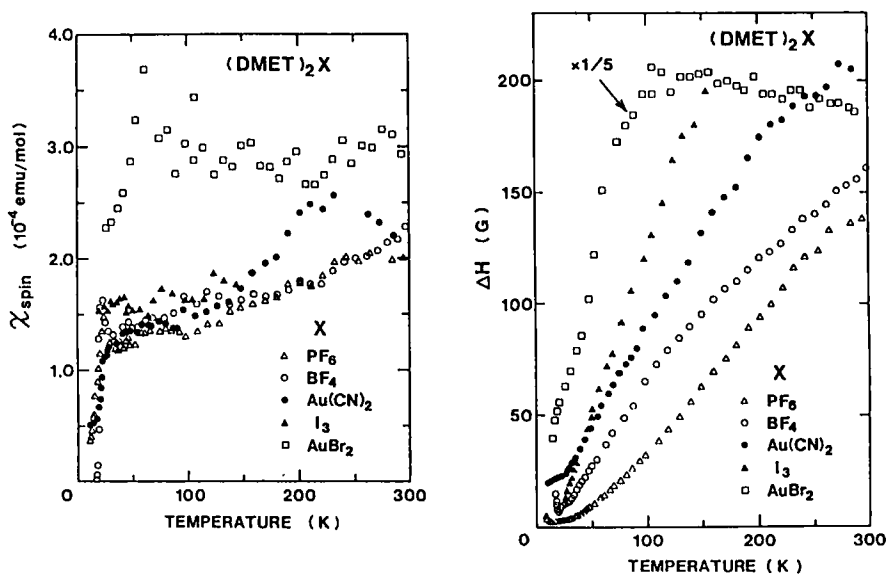 (DMET)₂X
4.0
3.0
2.0
1.0
0
χspin (10⁻⁴ emu/mol)
X
△ PF₆
○ BF₄
● Au(CN)₂
▲ I₃
□ AuBr₂
0 100 200 300
TEMPERATURE (K)
(DMET)₂X
×1/5
200
150
100
50
0
ΔH (G)
X
△ PF₆
○ BF₄
● Au(CN)₂
▲ I₃
□ AuBr₂
0 100 200 300
TEMPERATURE (K)